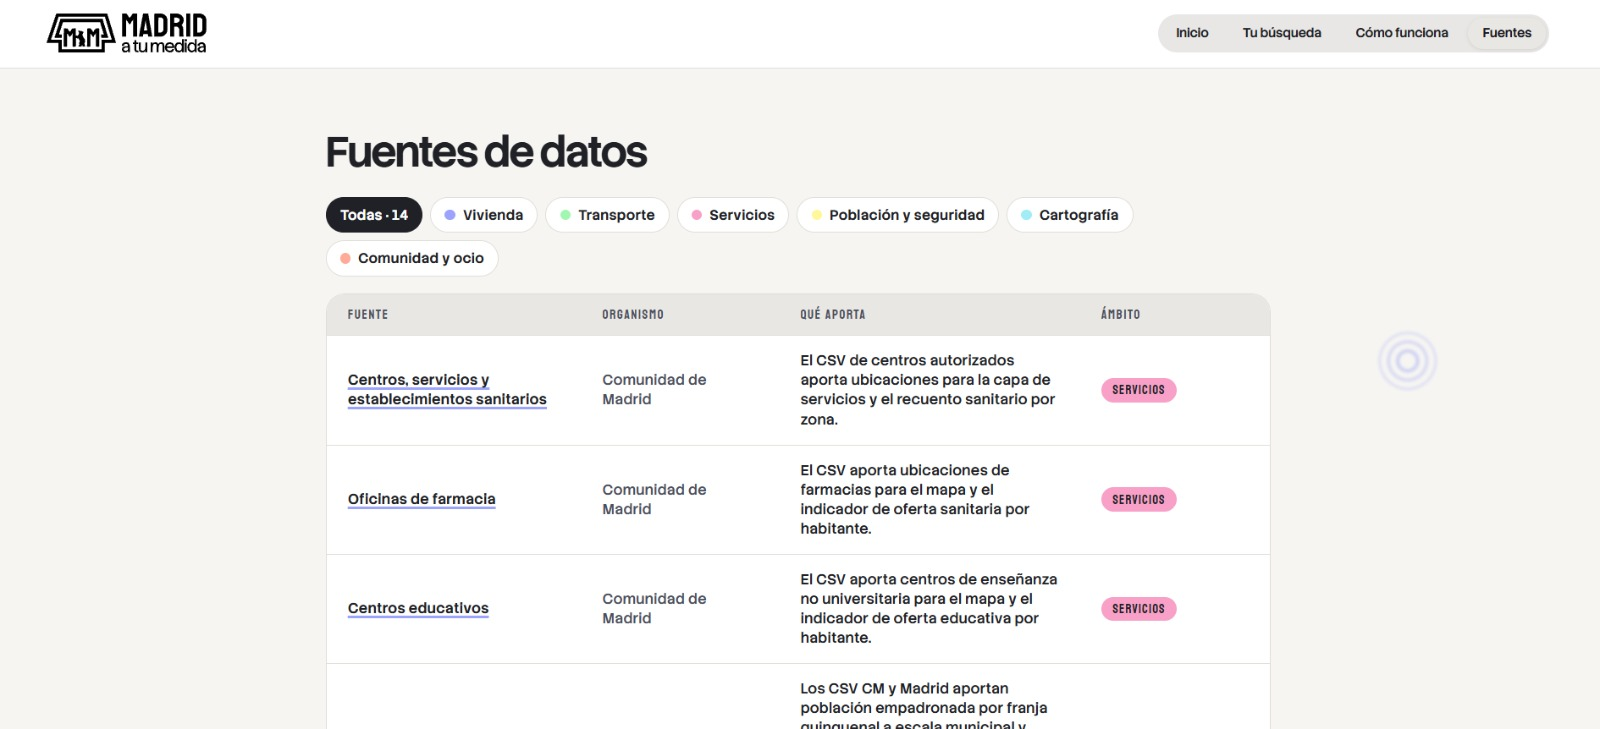 MADRID
a tu medida
Inicio
Tu búsqueda
Cómo funciona
Fuentes
Fuentes de datos
Todas · 14
Vivienda
Transporte
Servicios
Población y seguridad
Cartografía
Comunidad y ocio
FUENTE
ORGANISMO
QUÉ APORTA
ÁMBITO
Centros, servicios y
establecimientos sanitarios
Comunidad de
Madrid
El CSV de centros autorizados
aporta ubicaciones para la capa de
servicios y el recuento sanitario por
zona.
SERVICIOS
Oficinas de farmacia
Comunidad de
Madrid
El CSV aporta ubicaciones de
farmacias para el mapa y el
indicador de oferta sanitaria por
habitante.
SERVICIOS
Centros educativos
Comunidad de
Madrid
El CSV aporta centros de enseñanza
no universitaria para el mapa y el
indicador de oferta educativa por
habitante.
SERVICIOS
Los CSV CM y Madrid aportan
población empadronada por franja
quinquenal a escala municipal y